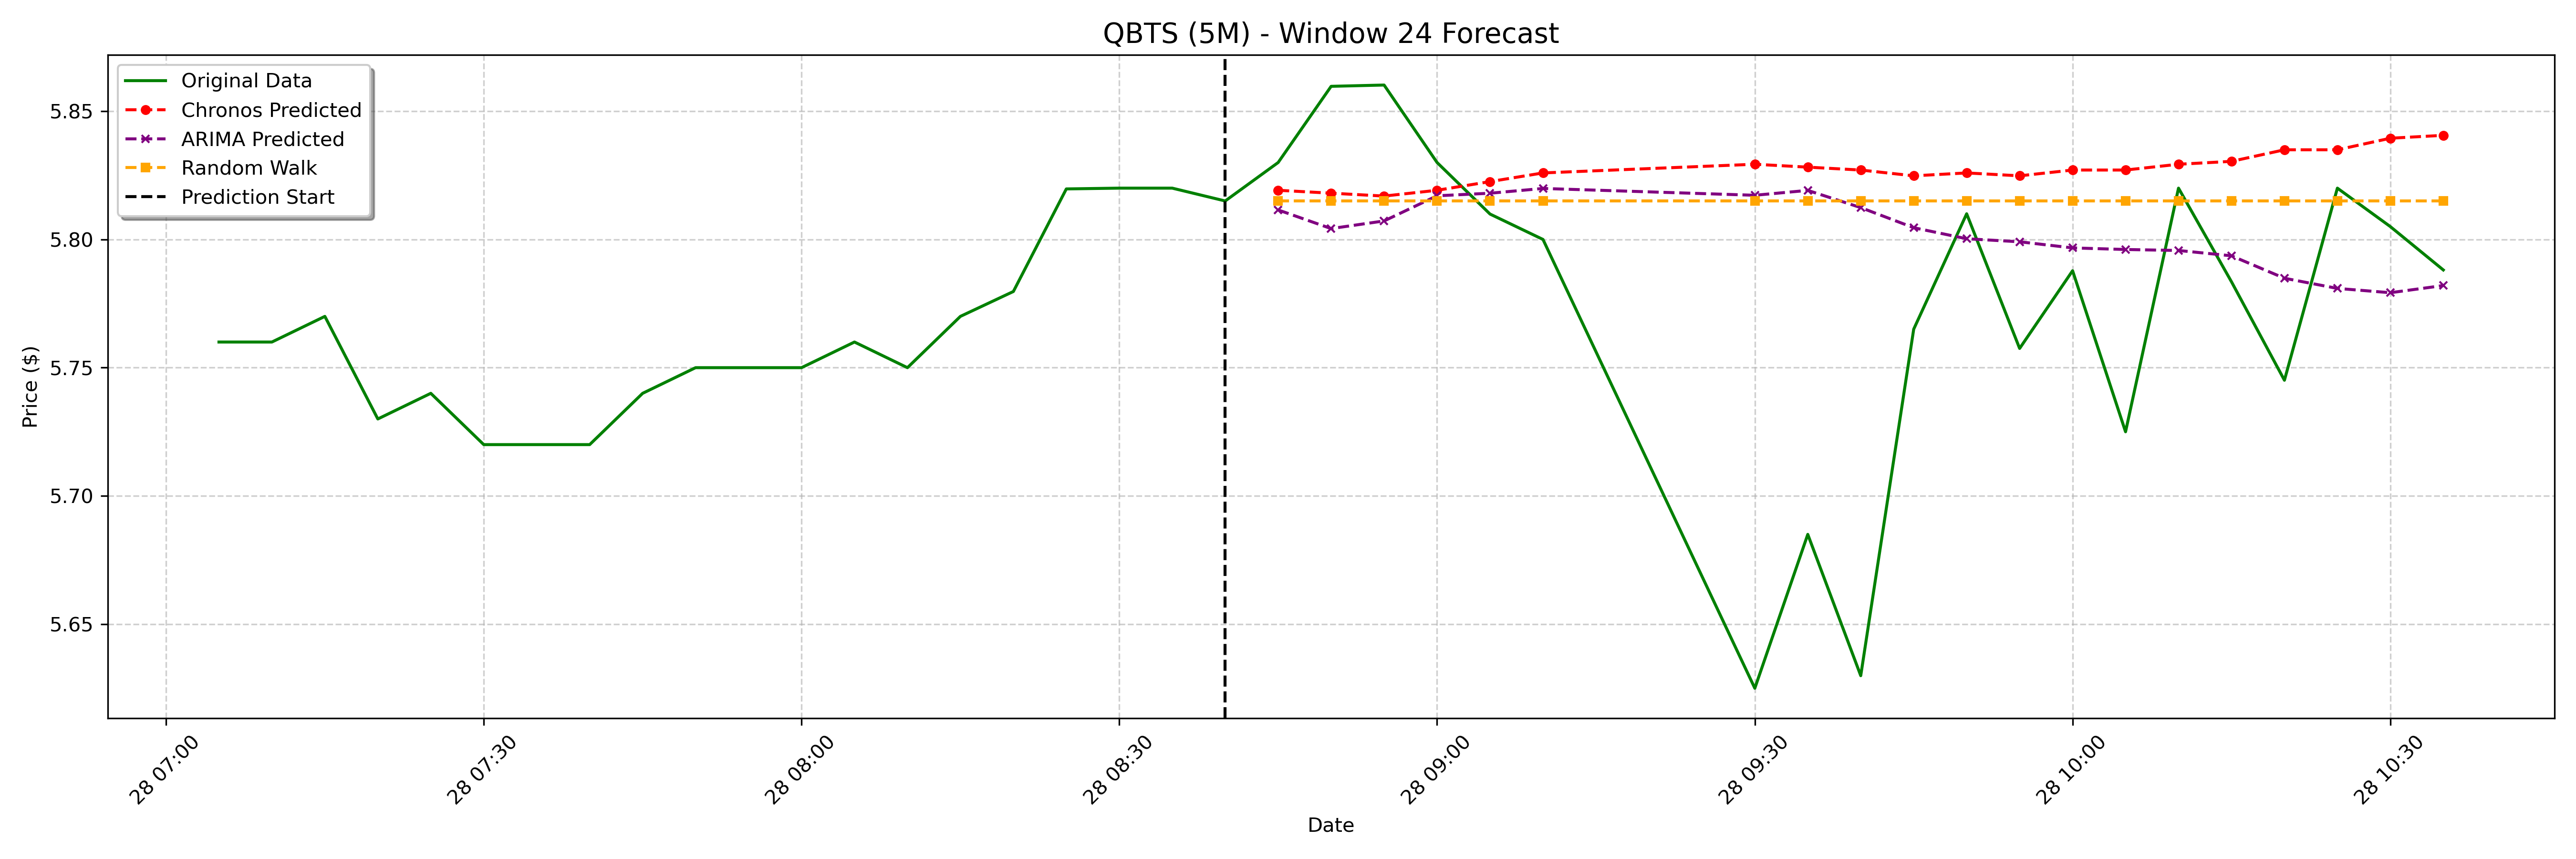 QBTS (5M) - Window 24 Forecast
Original Data
Chronos Predicted
ARIMA Predicted
Random Walk
Prediction Start
Price ($)
5.85
5.80
5.75
5.70
5.65
28 07:00
28 07:30
28 08:00
28 08:30
28 09:00
28 09:30
28 10:00
28 10:30
Date